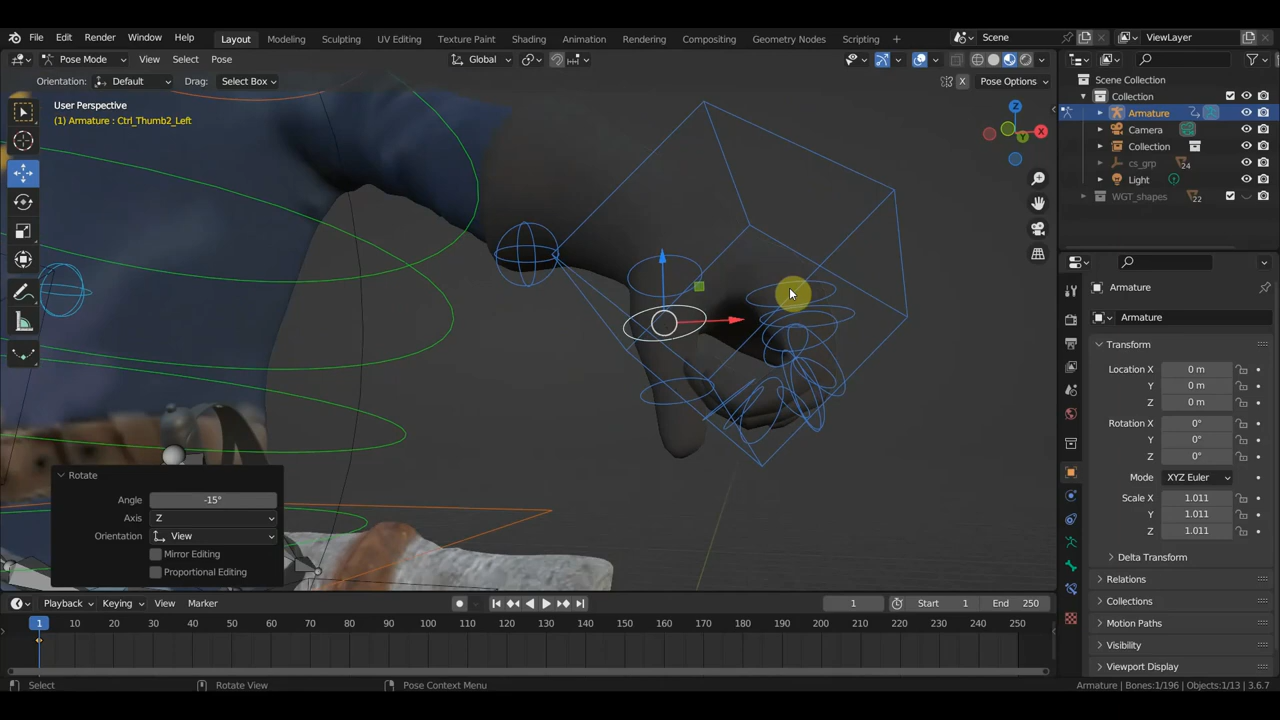 File Edit Render Window Help Layout Modeling Sculpting UV Editing Texture Paint Shading Animation Rendering Compositing Geometry Nodes Scripting + Scene ViewLayer
Pose Mode View Select Pose Global
Orientation: Default Drag: Select Box X Pose Options
Scene Collection
Collection
Armature
Camera
Collection
cs_grp 24
Light
WGT_shapes 22
User Perspective
(1) Armature : Ctrl_Thumb2_Left
Z
X
Y
Rotate
Angle -15°
Axis Z
Orientation View
Mirror Editing
Proportional Editing
Armature
Armature
Transform
Location X 0 m
Y 0 m
Z 0 m
Rotation X 0°
Y 0°
Z 0°
Mode XYZ Euler
Scale X 1.011
Y 1.011
Z 1.011
Delta Transform
Relations
Collections
Motion Paths
Visibility
Viewport Display
Playback Keying View Marker 1 Start 1 End 250
1 10 20 30 40 50 60 70 80 90 100 110 120 130 140 150 160 170 180 190 200 210 220 230 240 250
Select Rotate View Pose Context Menu Armature | Bones:1/196 | Objects:1/13 | 3.6.7